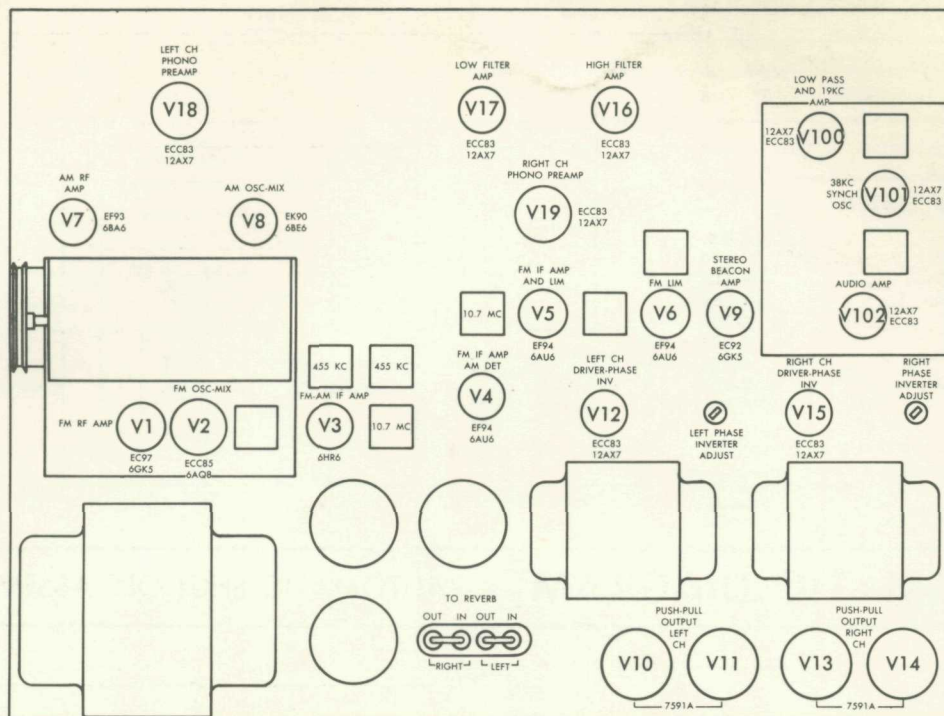 LEFT CH
PHONO
PREAMP
V18
ECC83
12AX7
LOW FILTER
AMP
V17
ECC83
12AX7
HIGH FILTER
AMP
V16
ECC83
12AX7
LOW PASS
AND 19KC
AMP
12AX7
ECC83
V100
38KC
SYNCH
OSC
V101
12AX7
ECC83
AUDIO AMP
V102
12AX7
ECC83
AM RF
AMP
V7
EF93
6BA6
AM OSC-MIX
V8
EK90
6BE6
RIGHT CH
PHONO PREAMP
V19
ECC83
12AX7
10.7 MC
FM IF AMP
AND LIM
V5
EF94
6AU6
FM LIM
V6
EF94
6AU6
STEREO
BEACON
AMP
V9
EC92
6GK5
455 KC
455 KC
FM IF AMP
AM DET
V4
EF94
6AU6
LEFT CH
DRIVER-PHASE
INV
V12
ECC83
12AX7
LEFT PHASE
INVERTER
ADJUST
RIGHT CH
DRIVER-PHASE
INV
V15
ECC83
12AX7
RIGHT
PHASE
INVERTER
ADJUST
FM RF AMP
V1
EC97
6GK5
FM OSC-MIX
V2
ECC85
6AQ8
FM-AM IF AMP
V3
6HR6
10.7 MC
TO REVERB
OUT IN OUT IN
RIGHT LEFT
PUSH-PULL
OUTPUT
LEFT
CH
V10 V11
7591A
PUSH-PULL
OUTPUT
RIGHT
CH
V13 V14
7591A